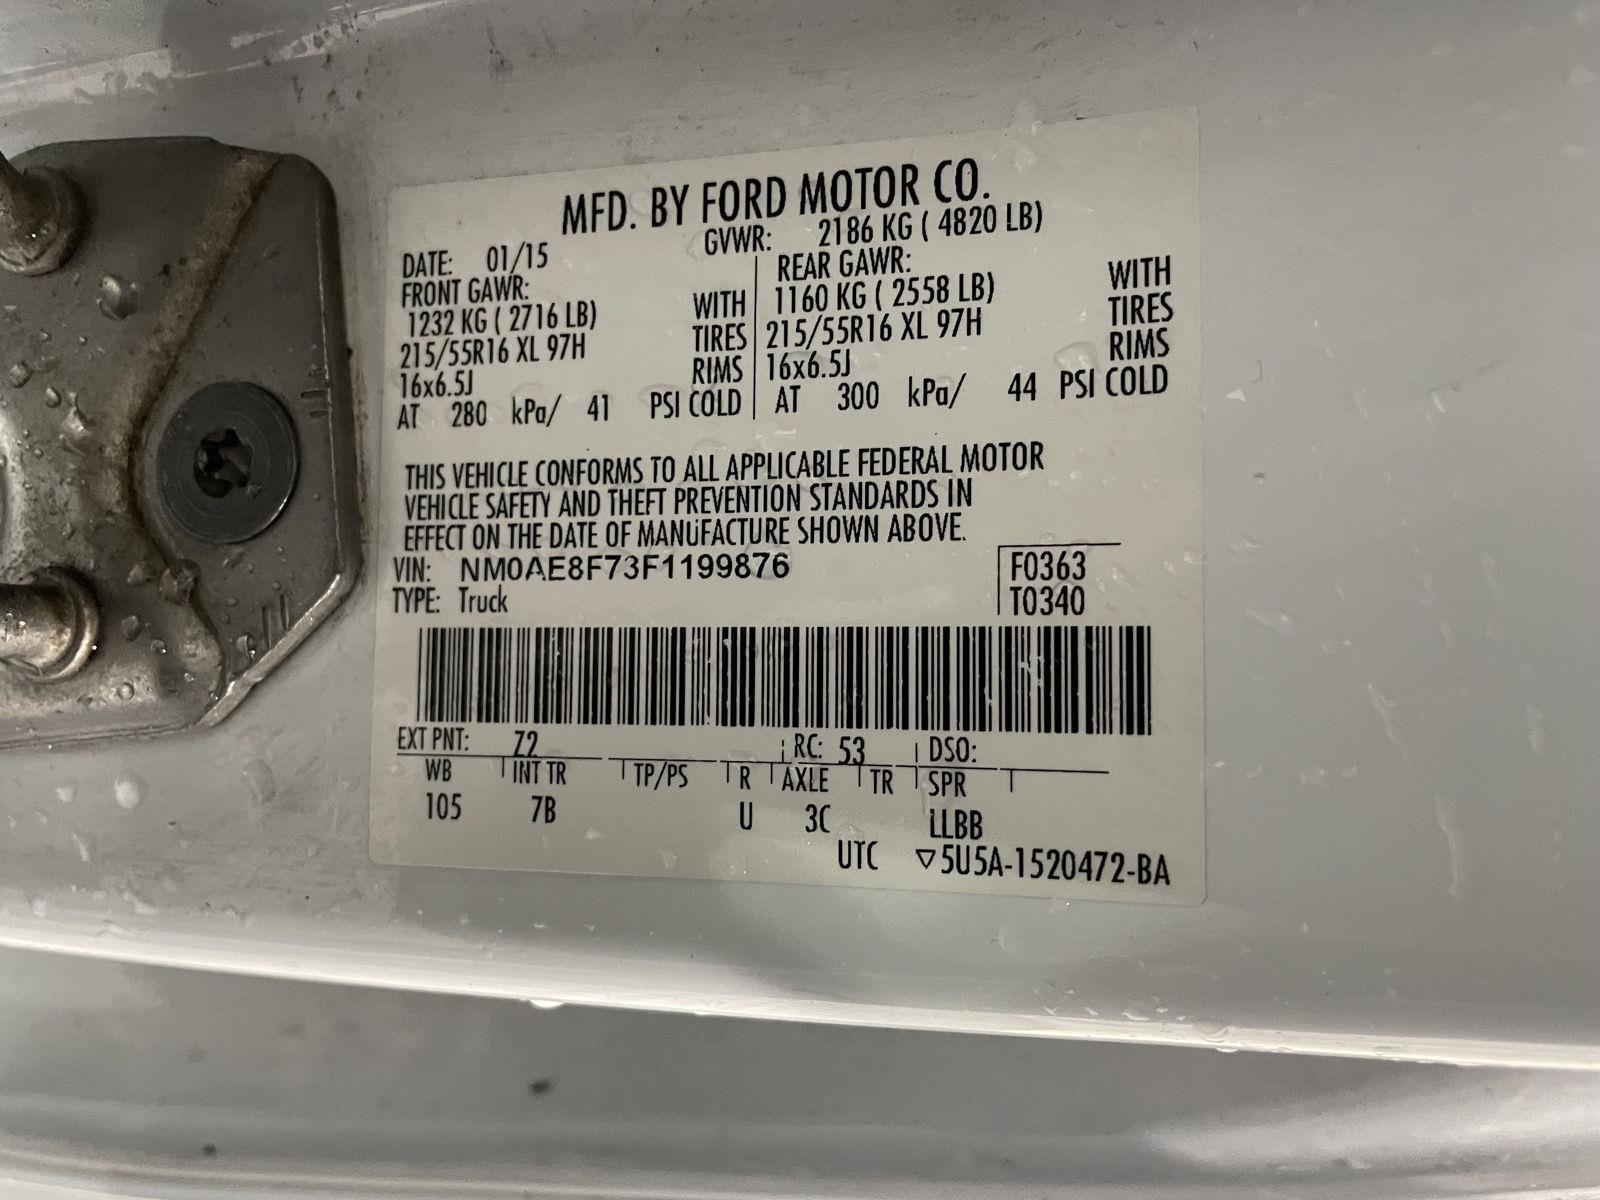 MFD. BY FORD MOTOR CO.
DATE: 01/15 GVWR: 2186 KG ( 4820 LB)
FRONT GAWR: REAR GAWR:
1232 KG ( 2716 LB) WITH 1160 KG ( 2558 LB) WITH
215/55R16 XL 97H TIRES 215/55R16 XL 97H TIRES
16x6.5J RIMS 16x6.5J RIMS
AT 280 kPa/ 41 PSI COLD AT 300 kPa/ 44 PSI COLD
THIS VEHICLE CONFORMS TO ALL APPLICABLE FEDERAL MOTOR
VEHICLE SAFETY AND THEFT PREVENTION STANDARDS IN
EFFECT ON THE DATE OF MANUFACTURE SHOWN ABOVE.
VIN: NM0AE8F73F1199876 F0363
TYPE: Truck T0340
EXT PNT: Z2 RC: 53 DSO:
WB INT TR TP/PS R AXLE TR SPR
105 7B U 3C LLBB
UTC ▽5U5A-1520472-BA